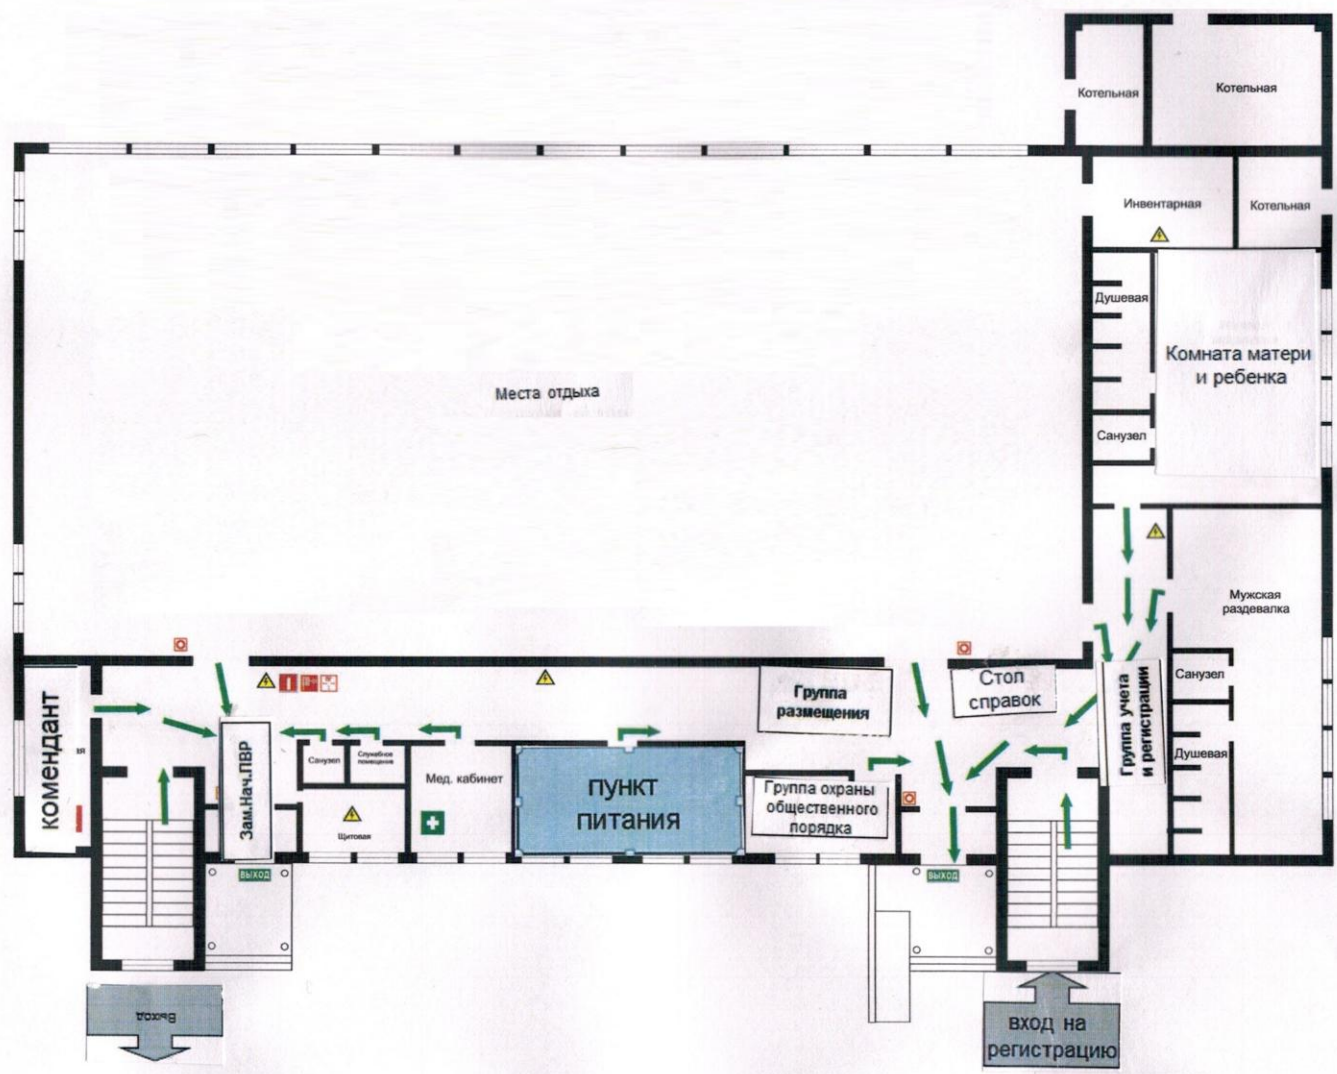 Котельная
Котельная
Инвентарная
Котельная
Душевая
Комната матери
и ребенка
Места отдыха
Санузел
Мужская
раздевалка
Группа
размещения
Стол
справок
Группа учета
и регистрации
Санузел
комендант
ая
Зам.Нач.ПВР
Санузел
Служебное
помещение
Мед. кабинет
пункт
питания
Группа охраны
общественного
порядка
Душевая
Щитовая
ВЫХОД
ВЫХОД
Выход
вход на
регистрацию